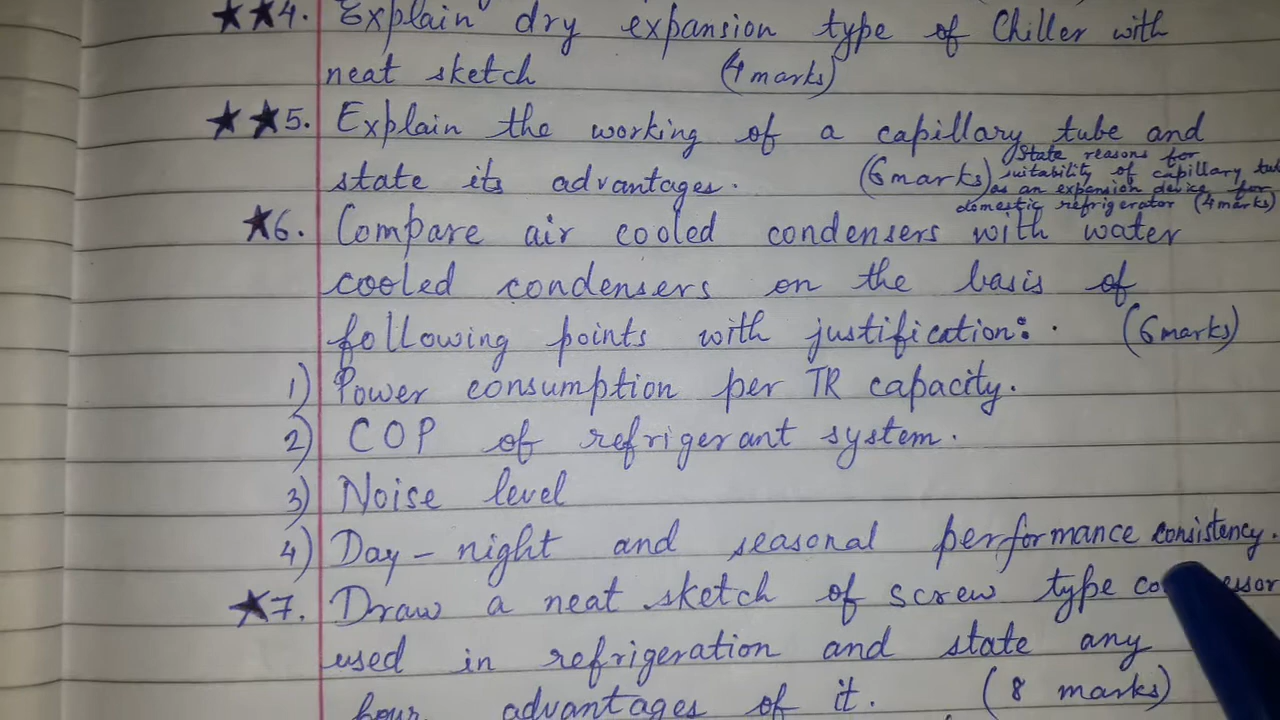 ★★4. Explain dry expansion type of Chiller with
neat sketch (4 marks)
★★5. Explain the working of a capillary tube and
state its advantages. (6 marks)
(State reasons for
suitability of capillary
as an expansion device for
domestic refrigerator (4 marks)
★6. Compare air cooled condensers with water
cooled condensers on the basis of
following points with justification: (6 marks)
1) Power consumption per TR capacity.
2) COP of refrigerant system.
3) Noise level
4) Day-night and seasonal performance consistency.
★7. Draw a neat sketch of screw type
used in refrigeration and state any
four advantages of it. (8 marks)